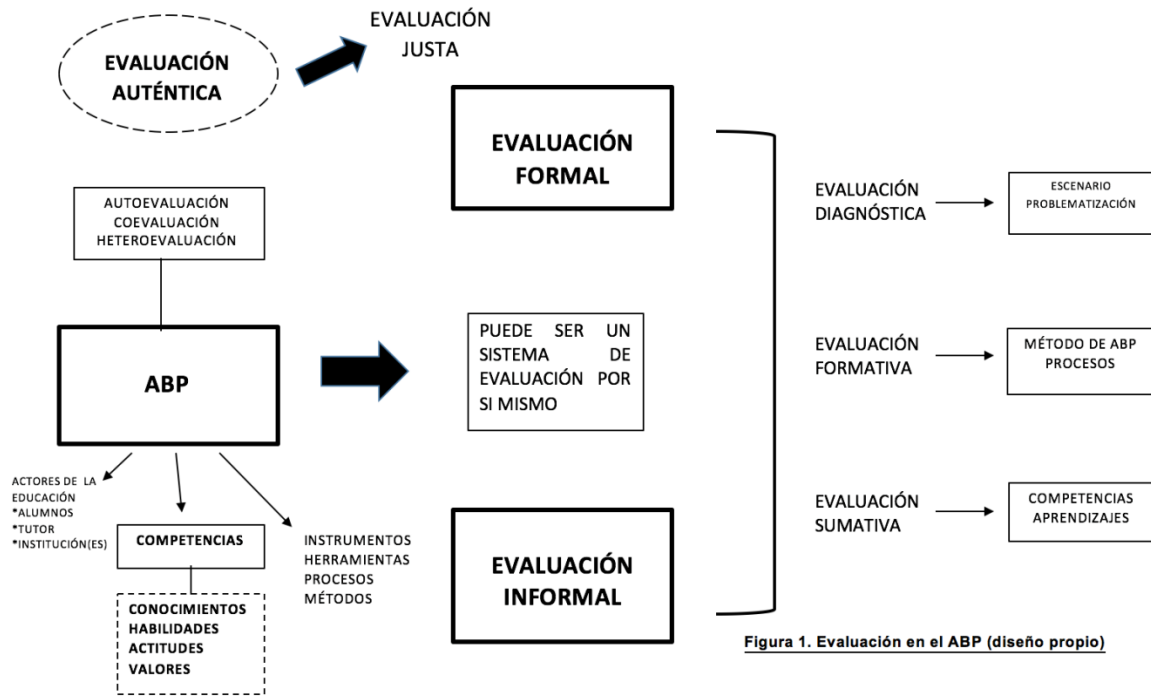 EVALUACIÓN
AUTÉNTICA
EVALUACIÓN
JUSTA
EVALUACIÓN
FORMAL
AUTOEVALUACIÓN
COEVALUACIÓN
HETEROEVALUACIÓN
ABP
PUEDE SER UN
SISTEMA DE
EVALUACIÓN POR
SI MISMO
ACTORES DE LA
EDUCACIÓN
*ALUMNOS
*TUTOR
*INSTITUCIÓN(ES)
COMPETENCIAS
CONOCIMIENTOS
HABILIDADES
ACTITUDES
VALORES
INSTRUMENTOS
HERRAMIENTAS
PROCESOS
MÉTODOS
EVALUACIÓN
INFORMAL
EVALUACIÓN
DIAGNÓSTICA
ESCENARIO
PROBLEMATIZACIÓN
EVALUACIÓN
FORMATIVA
MÉTODO DE ABP
PROCESOS
EVALUACIÓN
SUMATIVA
COMPETENCIAS
APRENDIZAJES
Figura 1. Evaluación en el ABP (diseño propio)